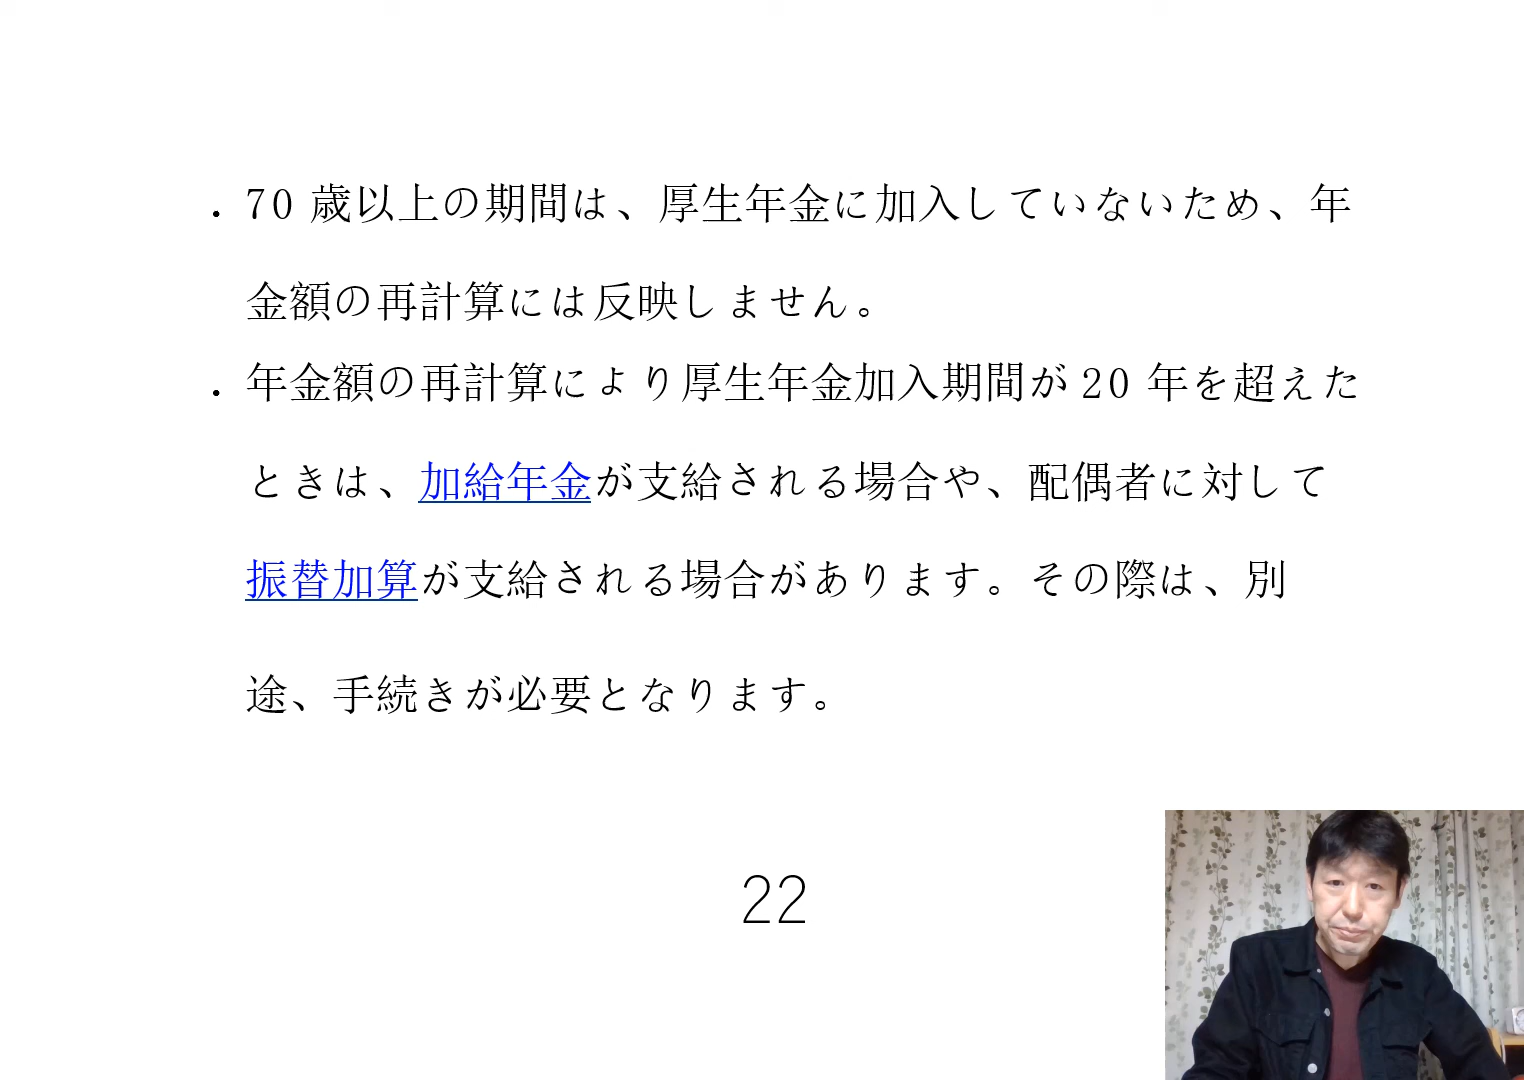 . 70 歳以上の期間は、厚生年金に加入していないため、年
金額の再計算には反映しません。
. 年金額の再計算により厚生年金加入期間が 20 年を超えた
ときは、加給年金が支給される場合や、配偶者に対して
振替加算が支給される場合があります。その際は、別
途、手続きが必要となります。
22